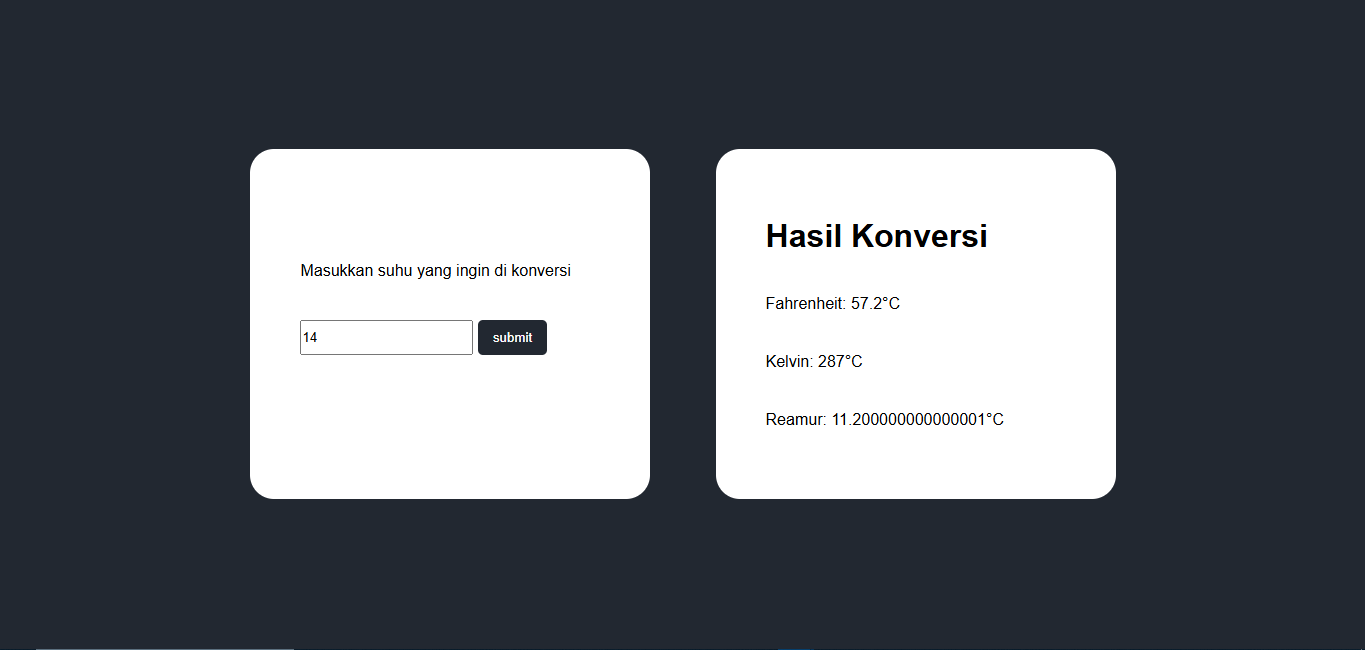 Masukkan suhu yang ingin di konversi
14
submit
Hasil Konversi
Fahrenheit: 57.2°C
Kelvin: 287°C
Reamur: 11.200000000000001°C